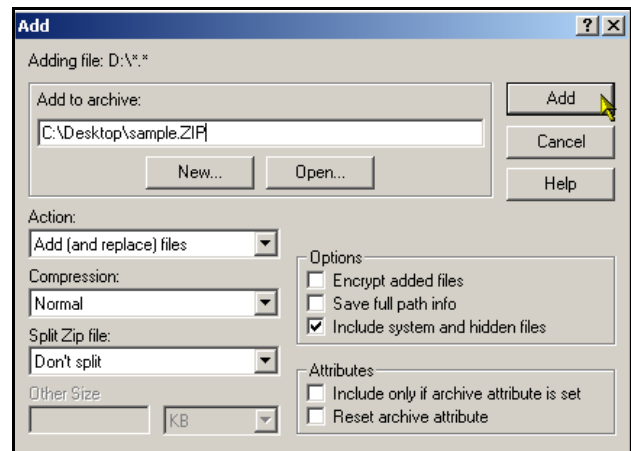 Add
Adding file: D:\*.*
Add to archive:
C:\Desktop\sample.ZIP
New...
Open...
Add
Cancel
Help
Action:
Add (and replace) files
Compression:
Normal
Split Zip file:
Don't split
Other Size
KB
Options
Encrypt added files
Save full path info
Include system and hidden files
Attributes
Include only if archive attribute is set
Reset archive attribute